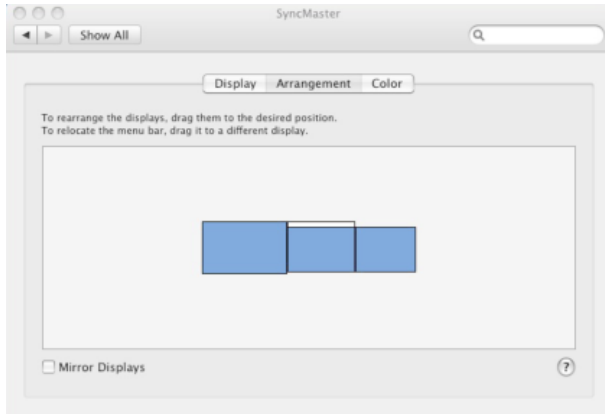 SyncMaster
Show All
Display Arrangement Color
To rearrange the displays, drag them to the desired position.
To relocate the menu bar, drag it to a different display.
Mirror Displays
?